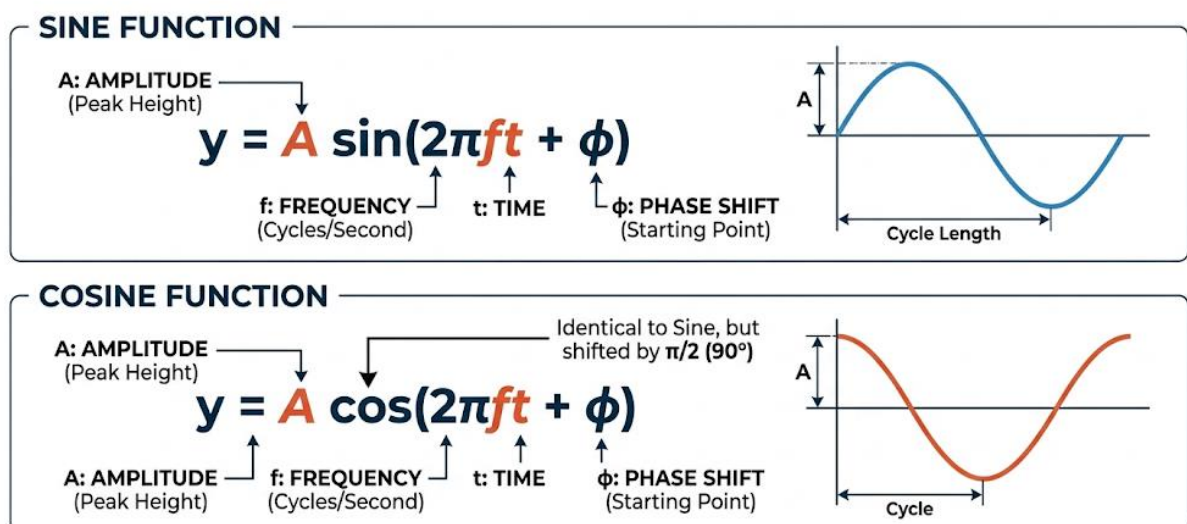 SINE FUNCTION
A: AMPLITUDE
(Peak Height)
y = A sin(2πft + ϕ)
f: FREQUENCY
(Cycles/Second)
t: TIME
ϕ: PHASE SHIFT
(Starting Point)
A
Cycle Length
COSINE FUNCTION
A: AMPLITUDE
(Peak Height)
Identical to Sine, but
shifted by π/2 (90°)
y = A cos(2πft + ϕ)
A: AMPLITUDE
(Peak Height)
f: FREQUENCY
(Cycles/Second)
t: TIME
ϕ: PHASE SHIFT
(Starting Point)
A
Cycle